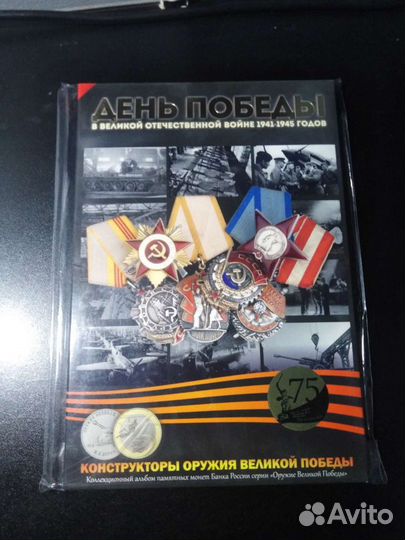 ДЕНЬ ПОБЕДЫ
В ВЕЛИКОЙ ОТЕЧЕСТВЕННОЙ ВОЙНЕ 1941-1945 ГОДОВ
СССР
75
КОНСТРУКТОРЫ ОРУЖИЯ ВЕЛИКОЙ ПОБЕДЫ
Коллекционный альбом памятных монет Банка России серии «Оружие Великой Победы»
Avito